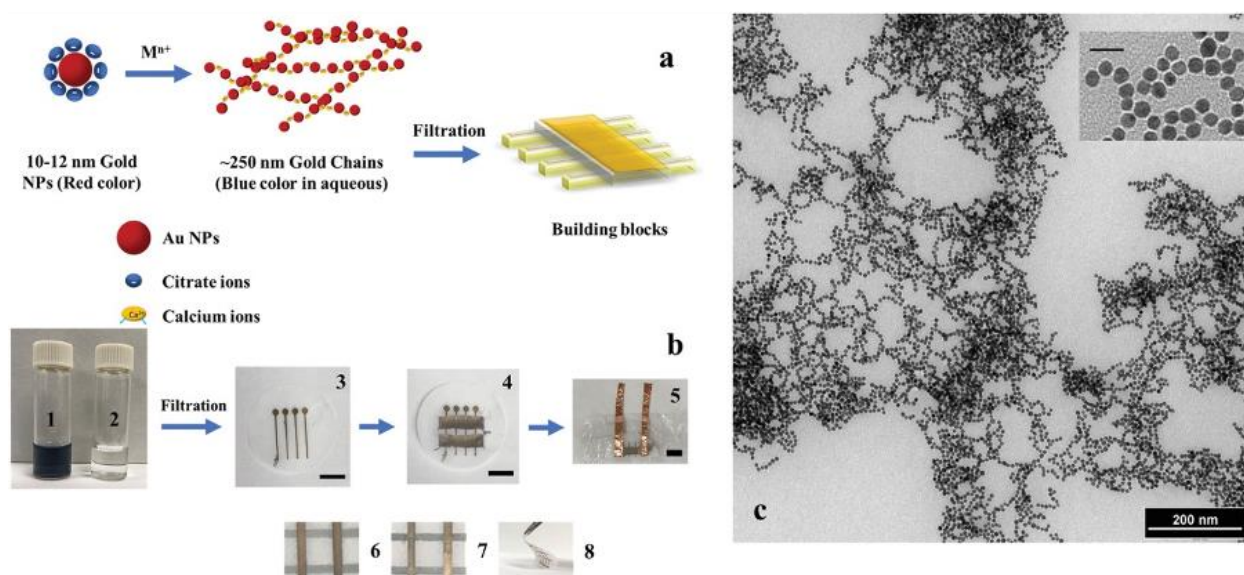 a
Mⁿ⁺
Filtration
10-12 nm Gold
NPs (Red color)
~250 nm Gold Chains
(Blue color in aqueous)
Building blocks
Au NPs
Citrate ions
Ca²⁺
Calcium ions
b
1
2
Filtration
3
4
5
6
7
8
c
200 nm